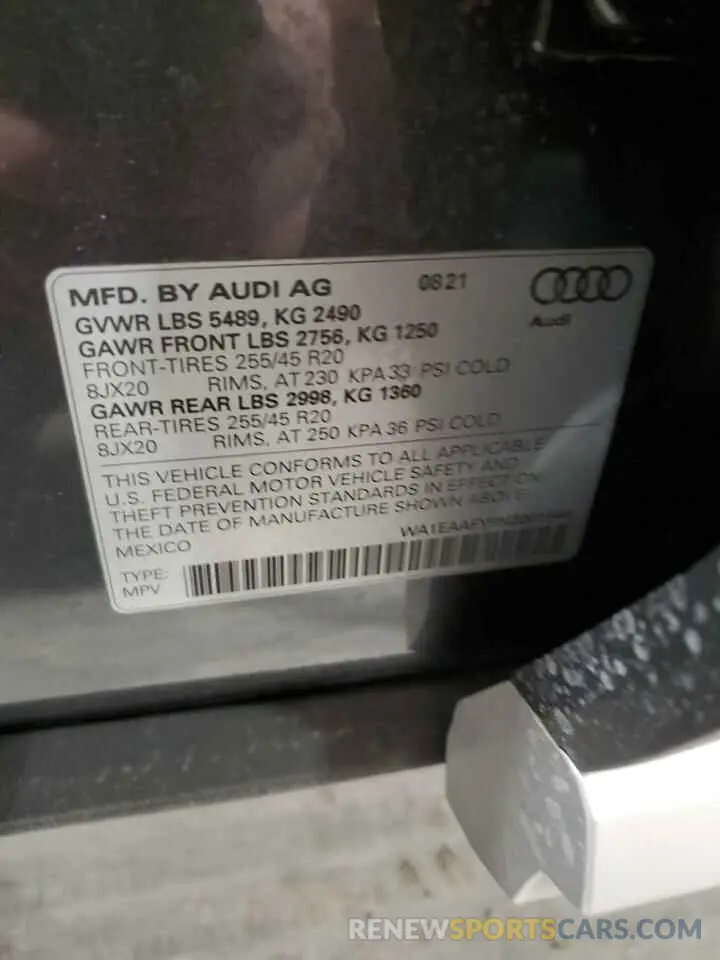 MFD. BY AUDI AG 08 21
Audi
GVWR LBS 5489, KG 2490
GAWR FRONT LBS 2756, KG 1250
FRONT-TIRES 255/45 R20
8JX20 RIMS, AT 230 KPA 33 PSI COLD
GAWR REAR LBS 2998, KG 1360
REAR-TIRES 255/45 R20
8JX20 RIMS, AT 250 KPA 36 PSI COLD
THIS VEHICLE CONFORMS TO ALL APPLICABLE
U.S. FEDERAL MOTOR VEHICLE SAFETY AND
THEFT PREVENTION STANDARDS IN EFFECT ON
THE DATE OF MANUFACTURE SHOWN ABOVE.
MEXICO
TYPE:
MPV
RENEWSPORTSCARS.COM